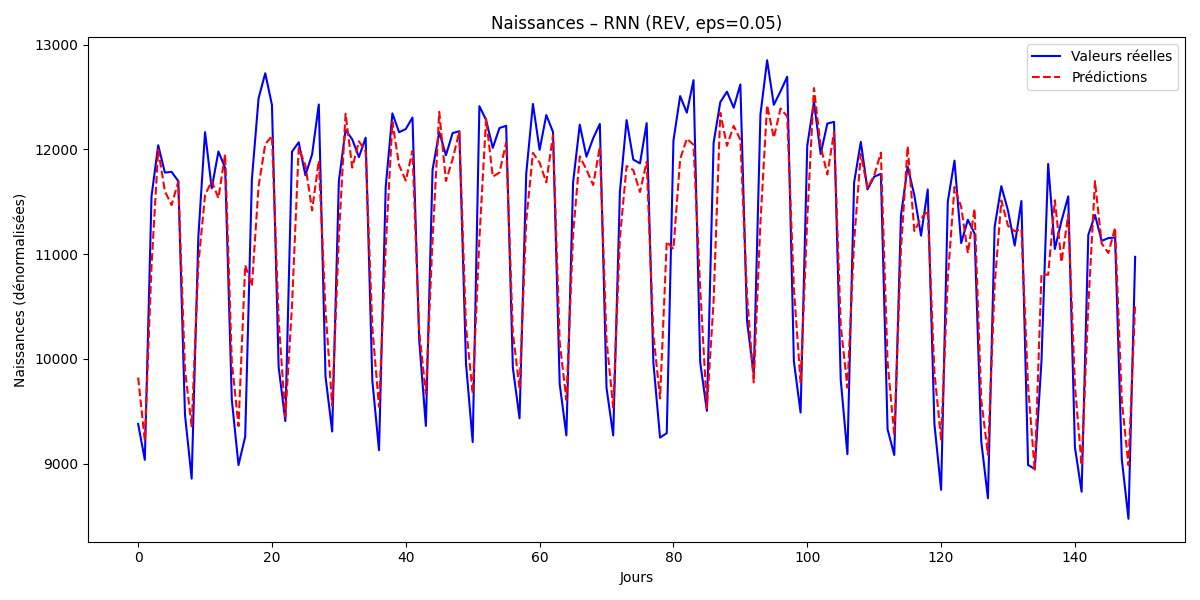 Naissances – RNN (REV, eps=0.05)
Valeurs réelles
Prédictions
Naissances (dénormalisées)
13000
12000
11000
10000
9000
0 20 40 60 80 100 120 140
Jours